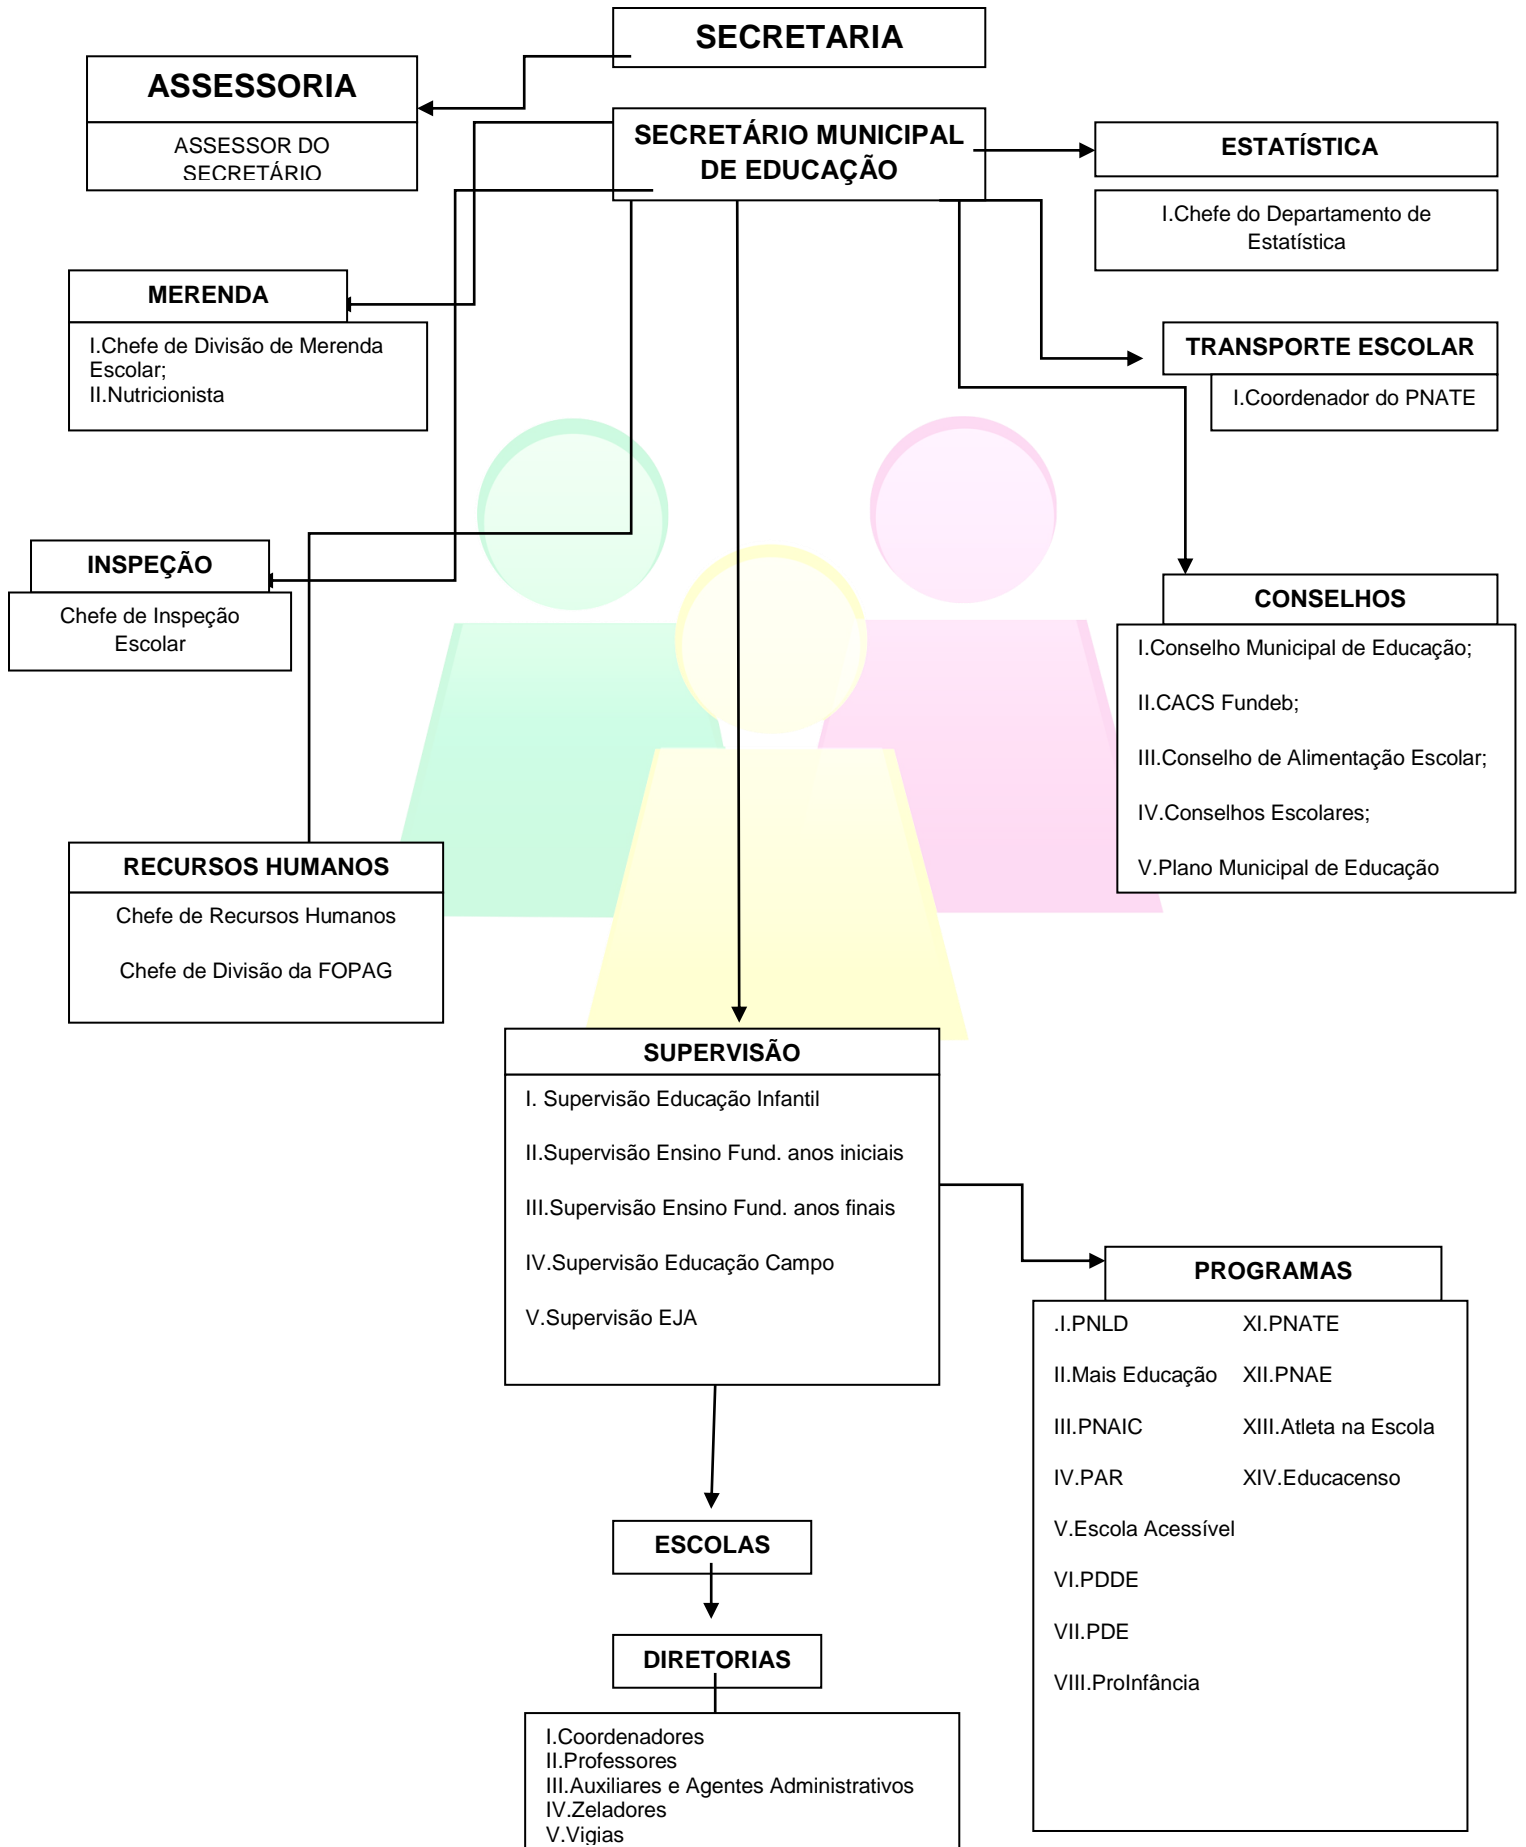 SECRETARIA
ASSESSORIA
ASSESSOR DO
SECRETÁRIO
SECRETÁRIO MUNICIPAL
DE EDUCAÇÃO
ESTATÍSTICA
I.Chefe do Departamento de
Estatística
MERENDA
I.Chefe de Divisão de Merenda
Escolar;
II.Nutricionista
TRANSPORTE ESCOLAR
I.Coordenador do PNATE
INSPEÇÃO
Chefe de Inspeção
Escolar
CONSELHOS
I.Conselho Municipal de Educação;
II.CACS Fundeb;
III.Conselho de Alimentação Escolar;
IV.Conselhos Escolares;
V.Plano Municipal de Educação
RECURSOS HUMANOS
Chefe de Recursos Humanos
Chefe de Divisão da FOPAG
SUPERVISÃO
I. Supervisão Educação Infantil
II.Supervisão Ensino Fund. anos iniciais
III.Supervisão Ensino Fund. anos finais
IV.Supervisão Educação Campo
V.Supervisão EJA
PROGRAMAS
.I.PNLD
II.Mais Educação
III.PNAIC
IV.PAR
V.Escola Acessível
VI.PDDE
VII.PDE
VIII.ProInfância
XI.PNATE
XII.PNAE
XIII.Atleta na Escola
XIV.Educacenso
ESCOLAS
DIRETORIAS
I.Coordenadores
II.Professores
III.Auxiliares e Agentes Administrativos
IV.Zeladores
V.Vigias